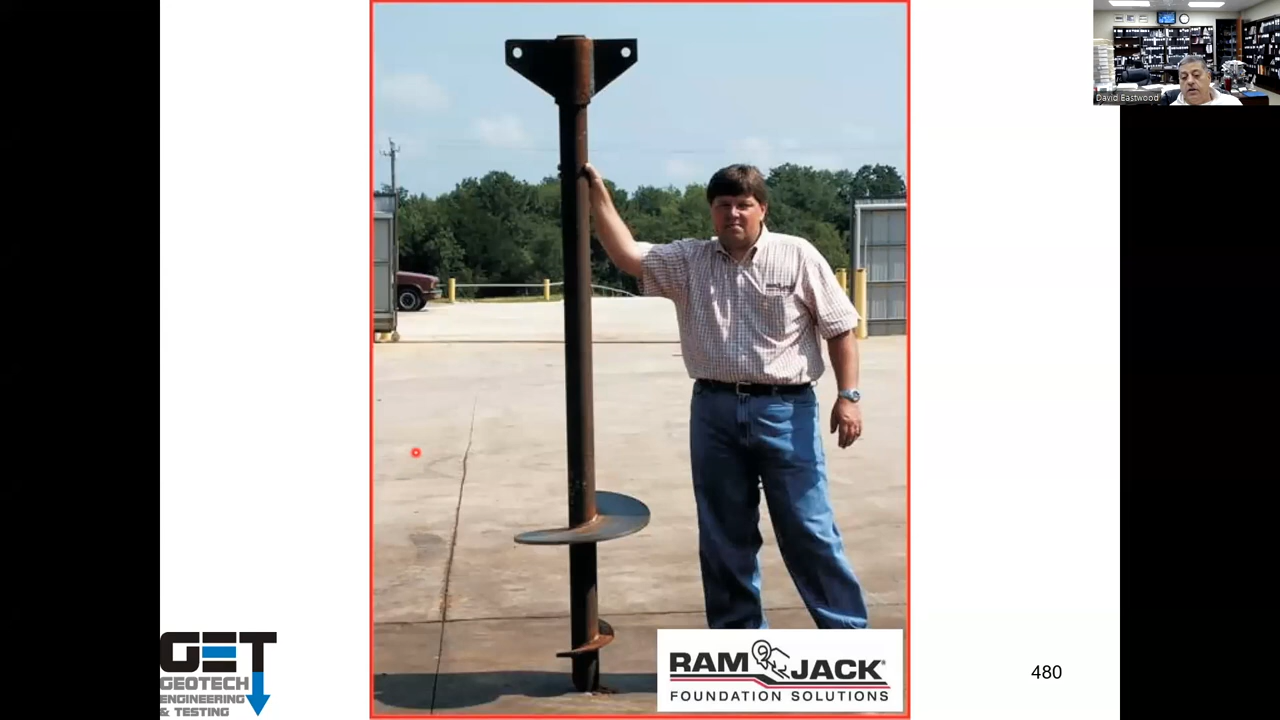 David Eastwood
RAM JACK
FOUNDATION SOLUTIONS
GET
GEOTECH
ENGINEERING
& TESTING
480